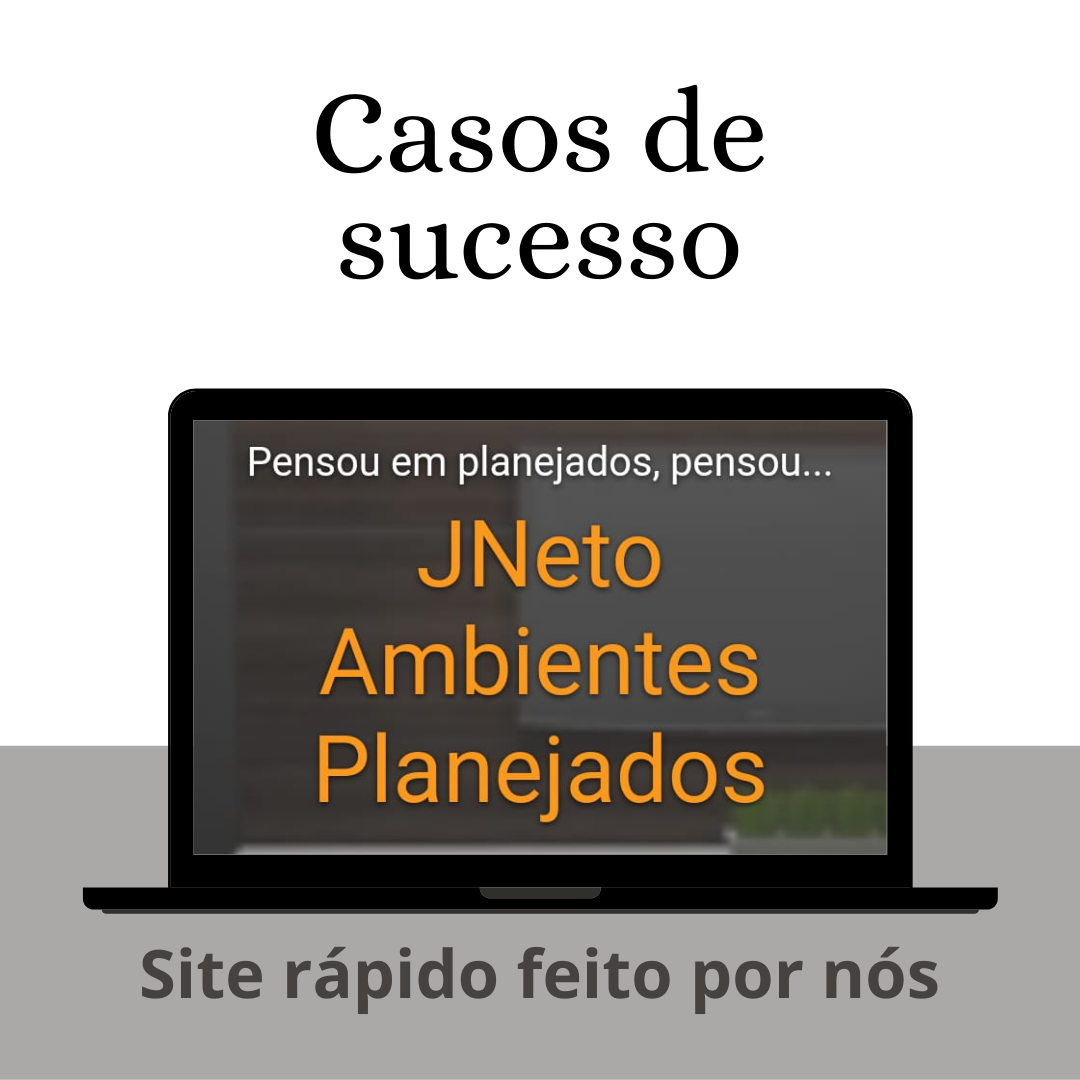 Casos de
sucesso
Pensou em planejados, pensou...
JNeto
Ambientes
Planejados
Site rápido feito por nós